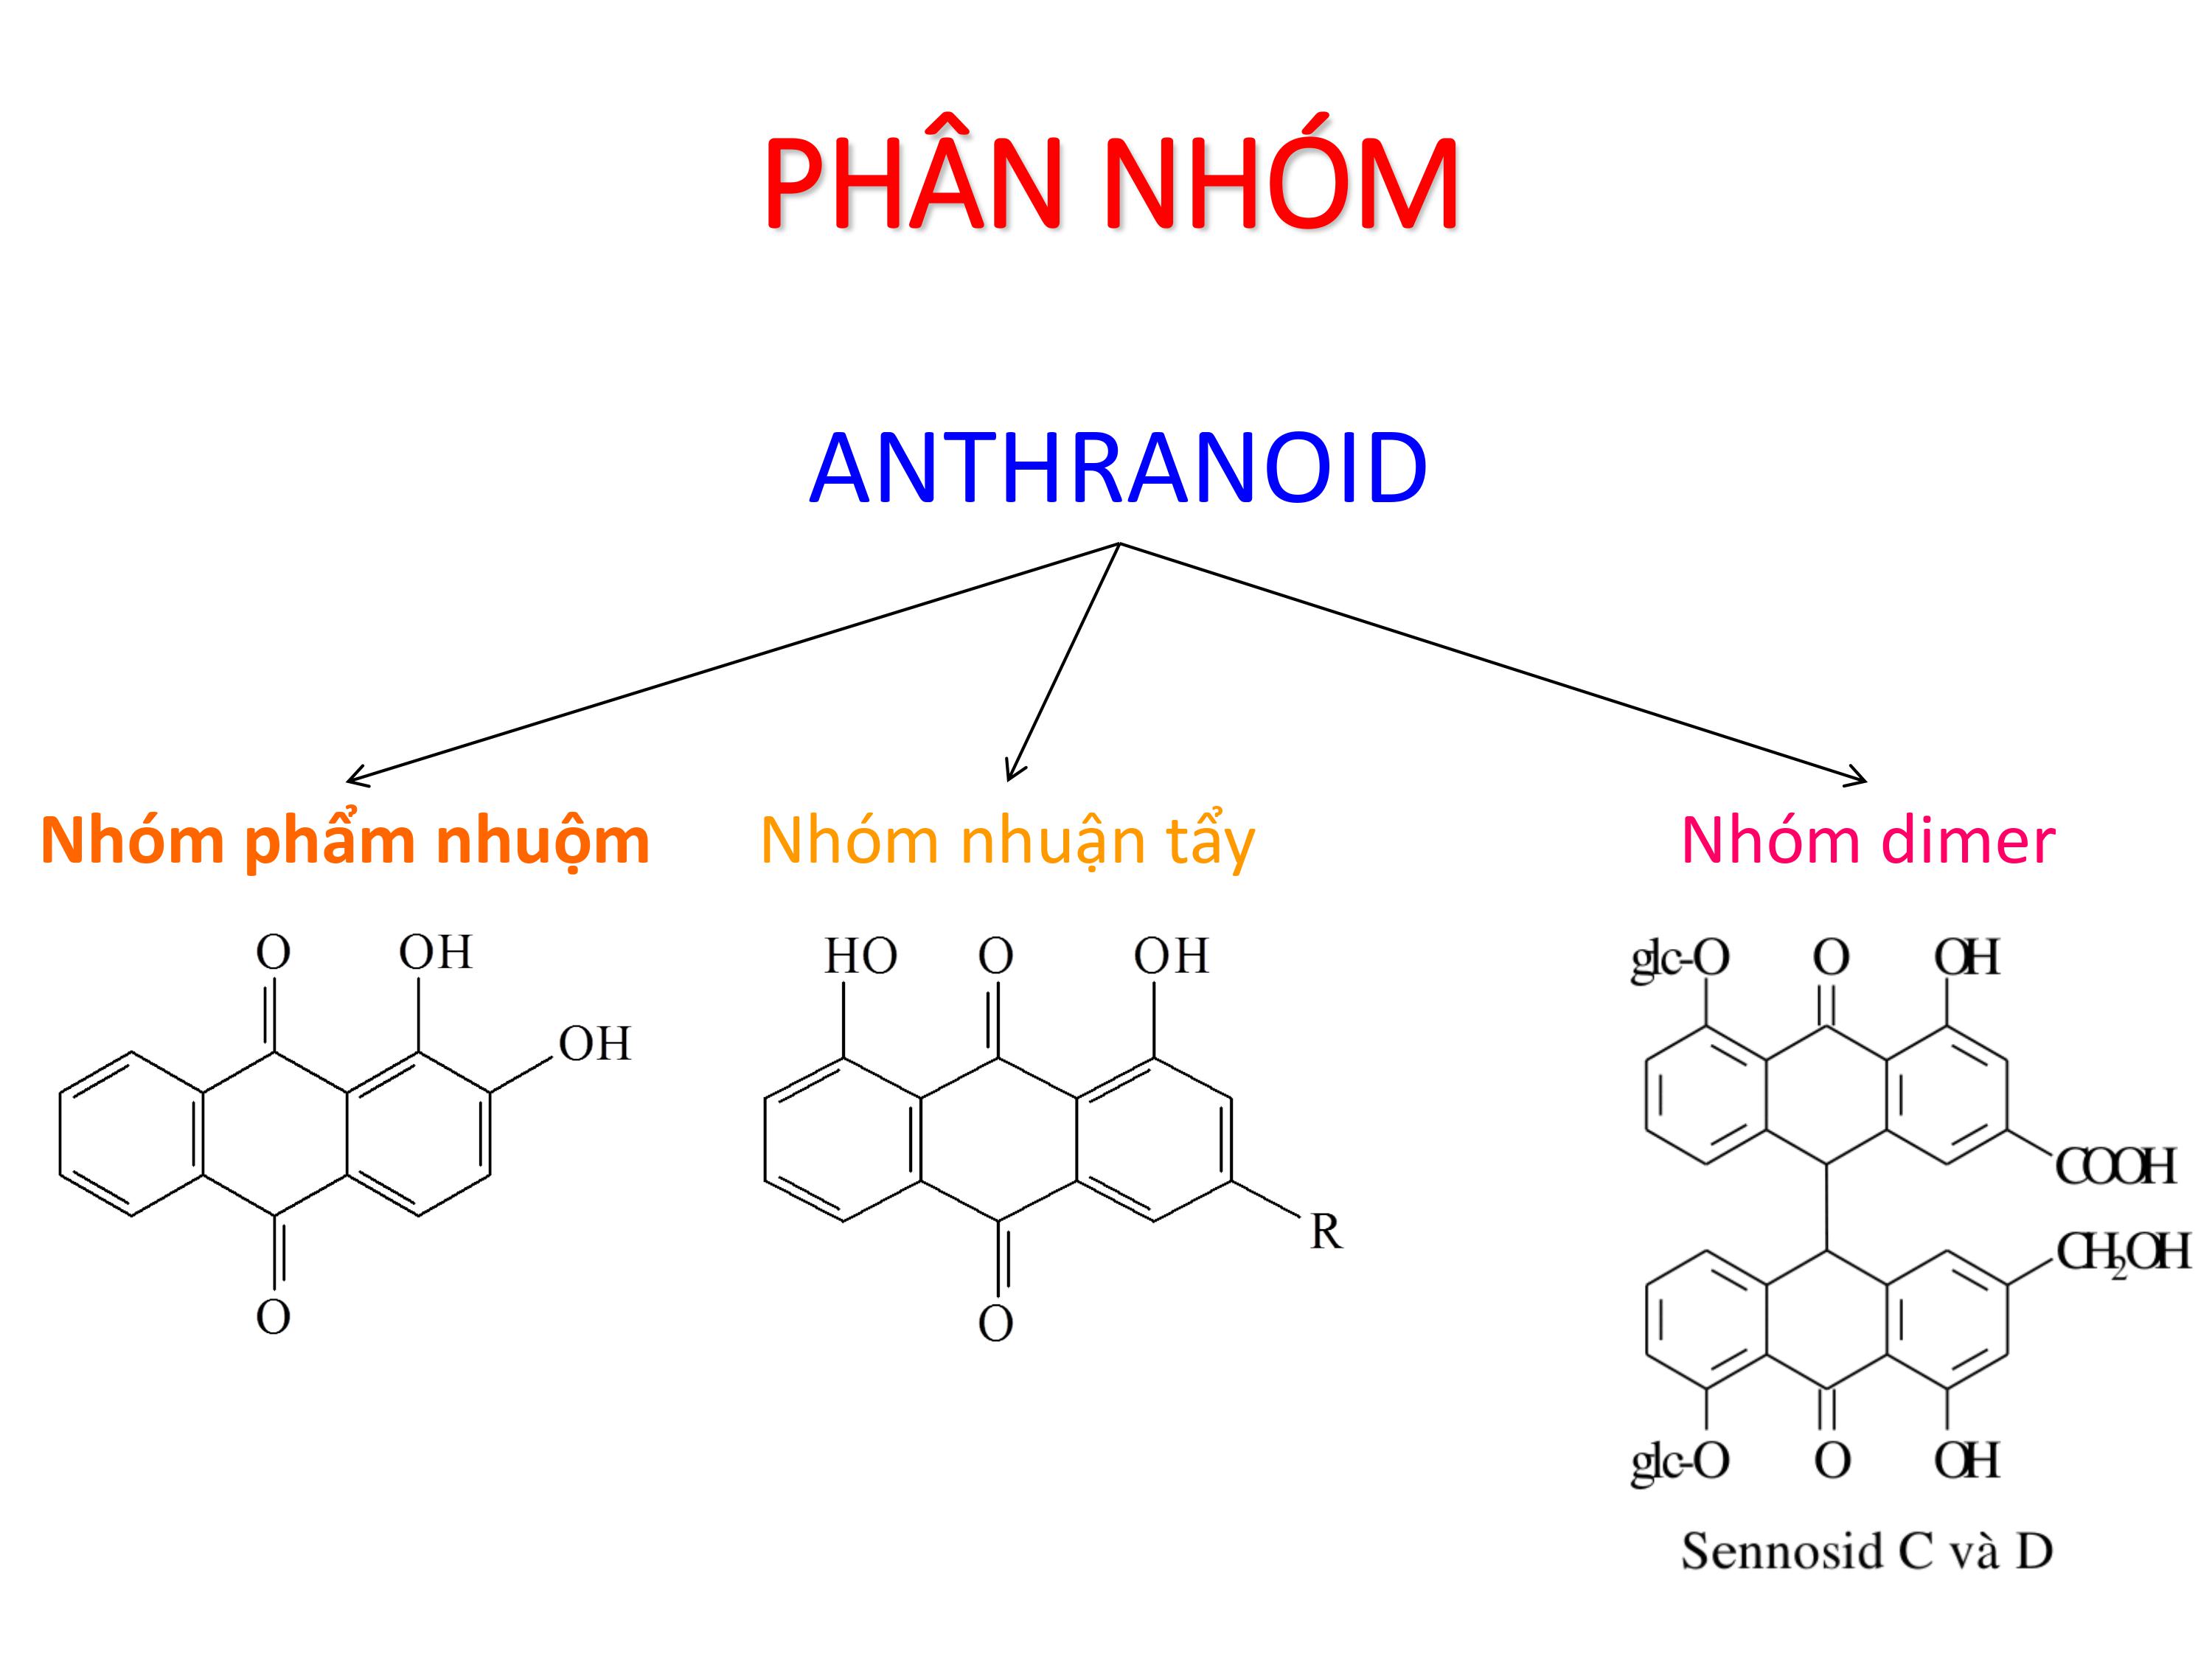 PHÂN NHÓM
ANTHRANOID
Nhóm phẩm nhuộm
Nhóm nhuận tẩy
Nhóm dimer
O
OH
OH
O
HO
O
OH
R
O
glc-O
O
OH
COOH
CH₂OH
glc-O
O
OH
Sennosid C và D